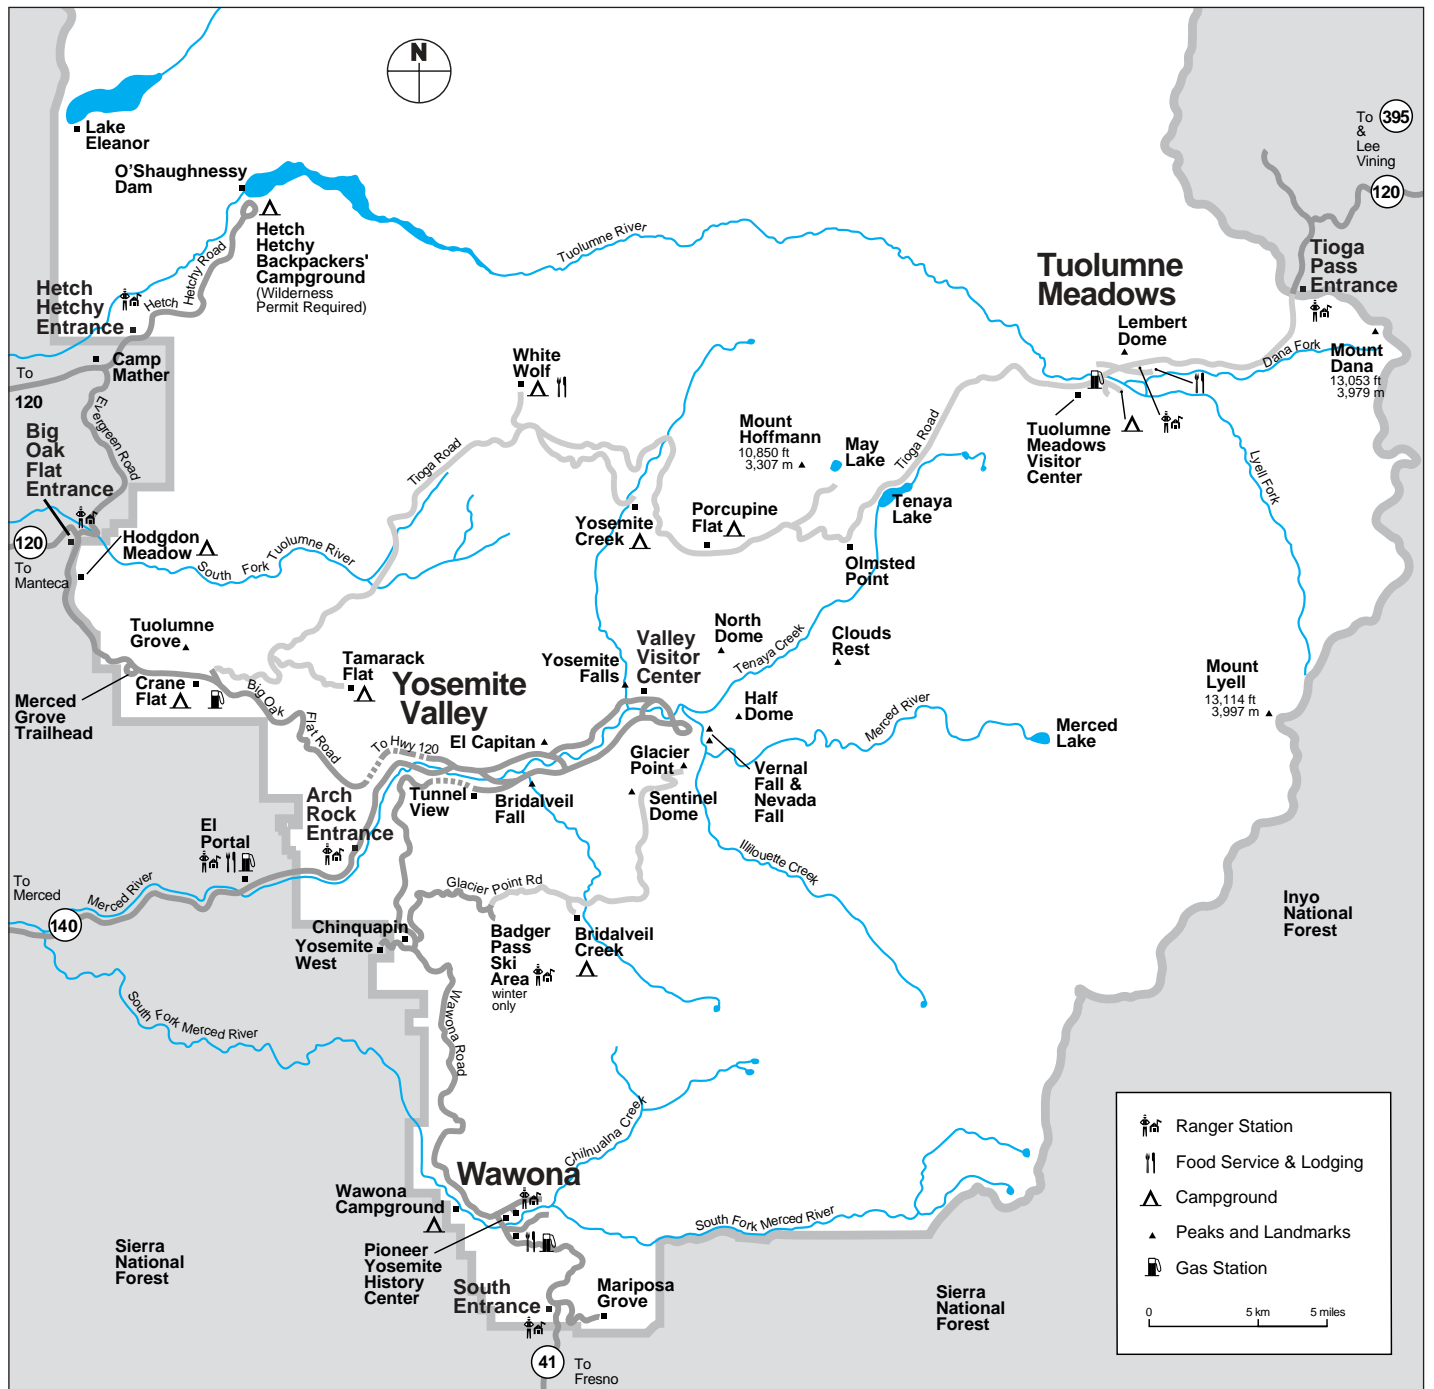 N
395
To
&
Lee
Vining
120
Lake
Eleanor
O'Shaughnessy
Dam
Hetch
Hetchy
Backpackers'
Campground
(Wilderness
Permit Required)
Hetch Hetchy Road
Tuolumne River
Tuolumne
Meadows
Tioga
Pass
Entrance
Hetch
Hetchy
Entrance
Lembert
Dome
Dana Fork
Mount
Dana
13,053 ft
3,979 m
Camp
Mather
To
120
White
Wolf
Evergreen Road
Big
Oak
Flat
Entrance
Tioga Road
Mount
Hoffmann
10,850 ft
3,307 m
May
Lake
Tioga Road
Tuolumne
Meadows
Visitor
Center
Lyell Fork
Tenaya
Lake
Yosemite
Creek
Porcupine
Flat
Olmsted
Point
120
To
Manteca
Hodgdon
Meadow
South Fork Tuolumne River
Tuolumne
Grove
Merced
Grove
Trailhead
Crane
Flat
Tamarack
Flat
Big Oak Flat Road
Yosemite
Valley
Yosemite
Falls
Valley
Visitor
Center
North
Dome
Tenaya Creek
Clouds
Rest
Half
Dome
Merced River
Merced
Lake
Mount
Lyell
13,114 ft
3,997 m
To Hwy 120
El Capitan
Glacier
Point
Sentinel
Dome
Vernal
Fall &
Nevada
Fall
Arch
Rock
Entrance
Tunnel
View
Bridalveil
Fall
El
Portal
Illilouette Creek
To
Merced
Merced River
140
Glacier Point Rd
Chinquapin
Yosemite
West
Badger
Pass
Ski
Area
winter
only
Bridalveil
Creek
Inyo
National
Forest
South Fork Merced River
Wawona Road
Chilnualna Creek
Wawona
Wawona
Campground
Pioneer
Yosemite
History
Center
South Fork Merced River
South
Entrance
Mariposa
Grove
Sierra
National
Forest
Sierra
National
Forest
41
To
Fresno
Ranger Station
Food Service & Lodging
Campground
Peaks and Landmarks
Gas Station
0 5 km 5 miles